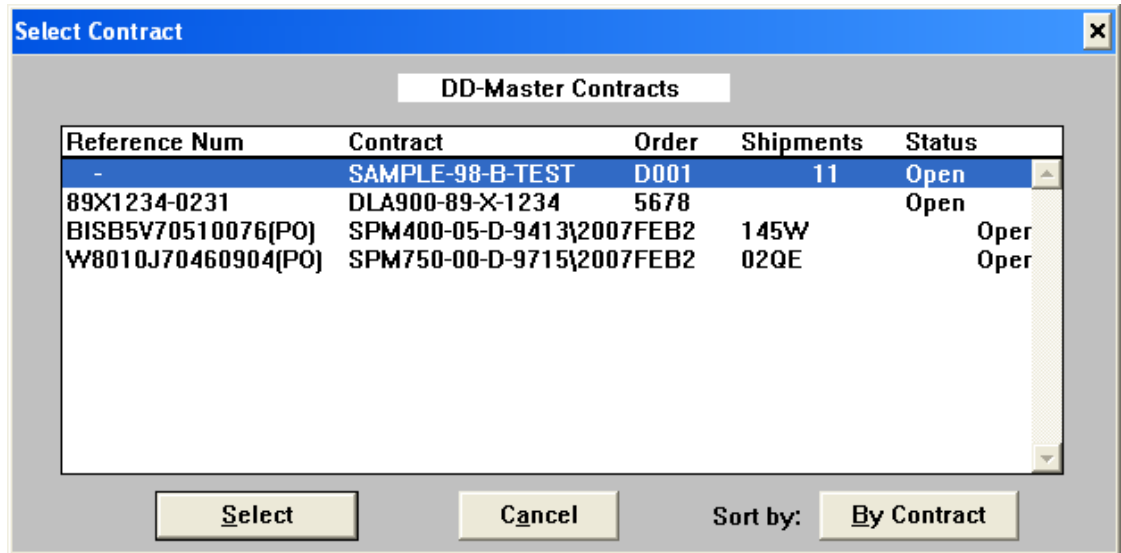 Select Contract
DD-Master Contracts
Reference Num Contract Order Shipments Status
- SAMPLE-98-B-TEST D001 11 Open
89X1234-0231 DLA900-89-X-1234 5678 Open
BISB5V70510076(PO) SPM400-05-D-9413\2007FEB2 145W Oper
W8010J70460904(PO) SPM750-00-D-9715\2007FEB2 02QE Oper
Select Cancel Sort by: By Contract